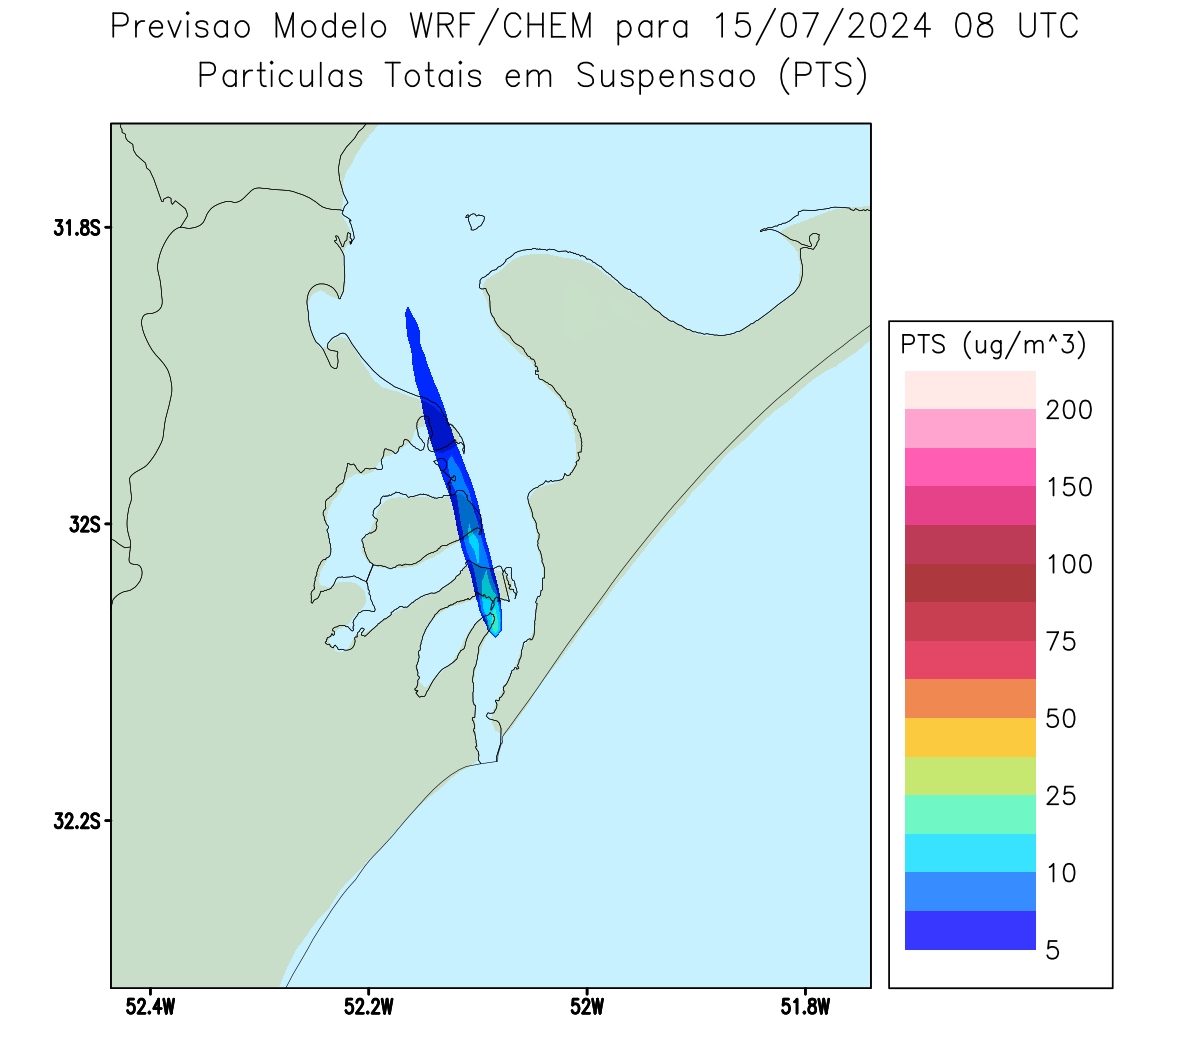 Previsao Modelo WRF/CHEM para 15/07/2024 08 UTC
Particulas Totais em Suspensao (PTS)
31.8S
32S
32.2S
52.4W
52.2W
52W
51.8W
PTS (ug/m^3)
200
150
100
75
50
25
10
5